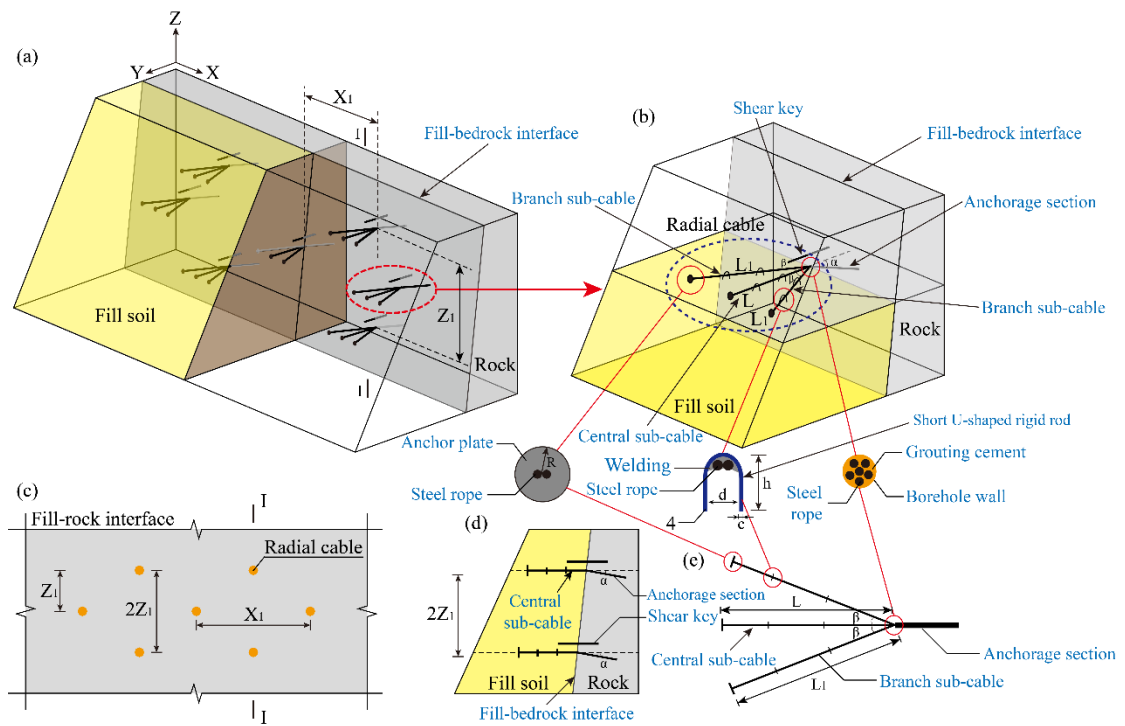 (a)
Z
Y
X
X1
I
Fill-bedrock interface
Fill soil
Z1
Rock
I
(b)
Shear key
Fill-bedrock interface
Branch sub-cable
Radial cable
Anchorage section
L1
β
α
L
L1
Branch sub-cable
Rock
Fill soil
Central sub-cable
Short U-shaped rigid rod
Anchor plate
R
Steel rope
Welding
Steel rope
h
d
4
c
Grouting cement
Steel rope
Borehole wall
(c)
I
Fill-rock interface
Radial cable
Z1
2Z1
X1
I
(d)
Central sub-cable
α
Anchorage section
2Z1
Shear key
α
Fill soil
Rock
Fill-bedrock interface
(e)
L
β
β
Central sub-cable
Anchorage section
L1
Branch sub-cable